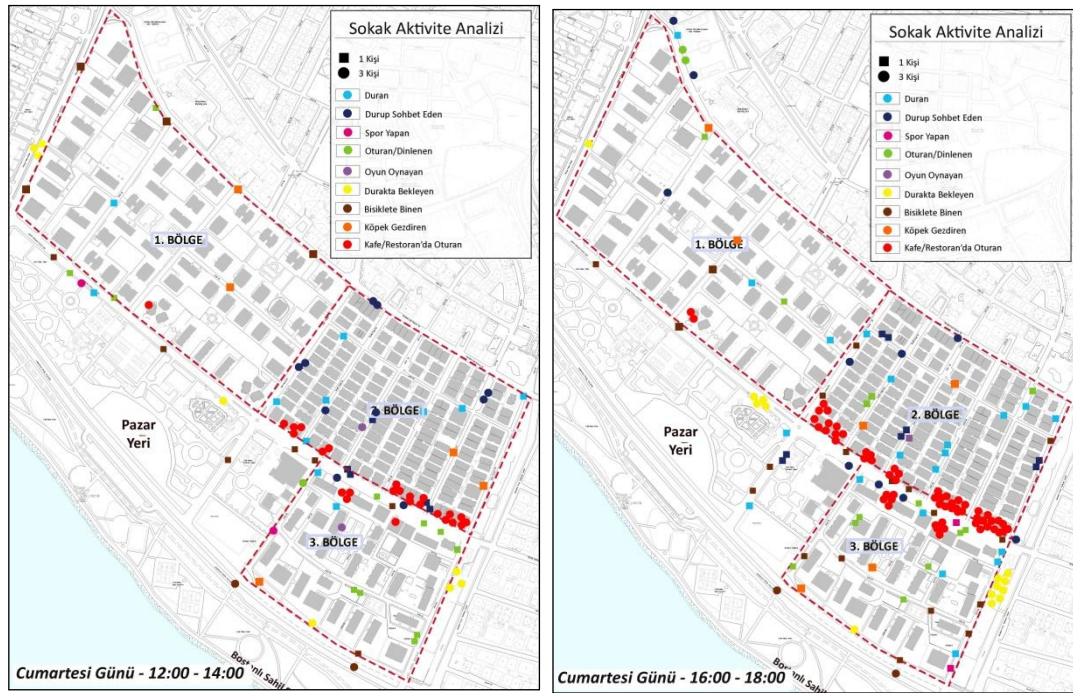 Sokak Aktivite Analizi
1 Kişi
3 Kişi
Duran
Durup Sohbet Eden
Spor Yapan
Oturan/Dinlenen
Oyun Oynayan
Durakta Bekleyen
Bisiklete Binen
Köpek Gezdiren
Kafe/Restoran'da Oturan
1. BÖLGE
2. BÖLGE
3. BÖLGE
Pazar
Yeri
Cumartesi Günü - 12:00 - 14:00
Bostanlı Sahil
Sokak Aktivite Analizi
1 Kişi
3 Kişi
Duran
Durup Sohbet Eden
Spor Yapan
Oturan/Dinlenen
Oyun Oynayan
Durakta Bekleyen
Bisiklete Binen
Köpek Gezdiren
Kafe/Restoran'da Oturan
1. BÖLGE
2. BÖLGE
Pazar
Yeri
3. BÖLGE
Cumartesi Günü - 16:00 - 18:00
Bostanlı Sahil